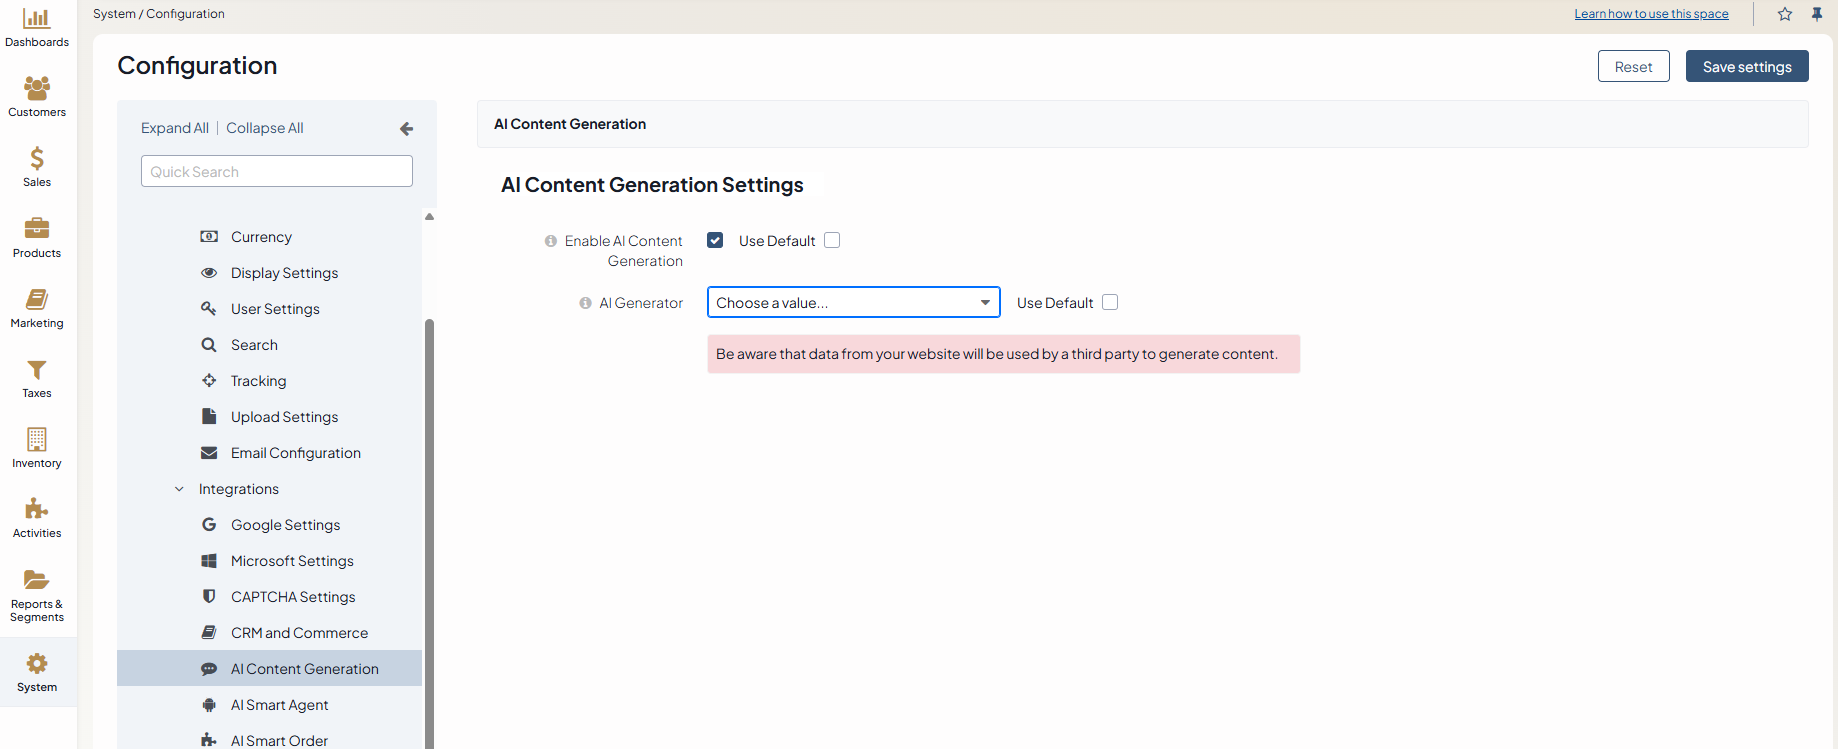 System / Configuration
Learn how to use this space
Dashboards
Customers
Sales
Products
Marketing
Taxes
Inventory
Activities
Reports &
Segments
System
Configuration
Reset
Save settings
Expand All | Collapse All
Quick Search
Currency
Display Settings
User Settings
Search
Tracking
Upload Settings
Email Configuration
Integrations
Google Settings
Microsoft Settings
CAPTCHA Settings
CRM and Commerce
AI Content Generation
AI Smart Agent
AI Smart Order
AI Content Generation
AI Content Generation Settings
Enable AI Content
Generation
Use Default
AI Generator
Choose a value...
Use Default
Be aware that data from your website will be used by a third party to generate content.